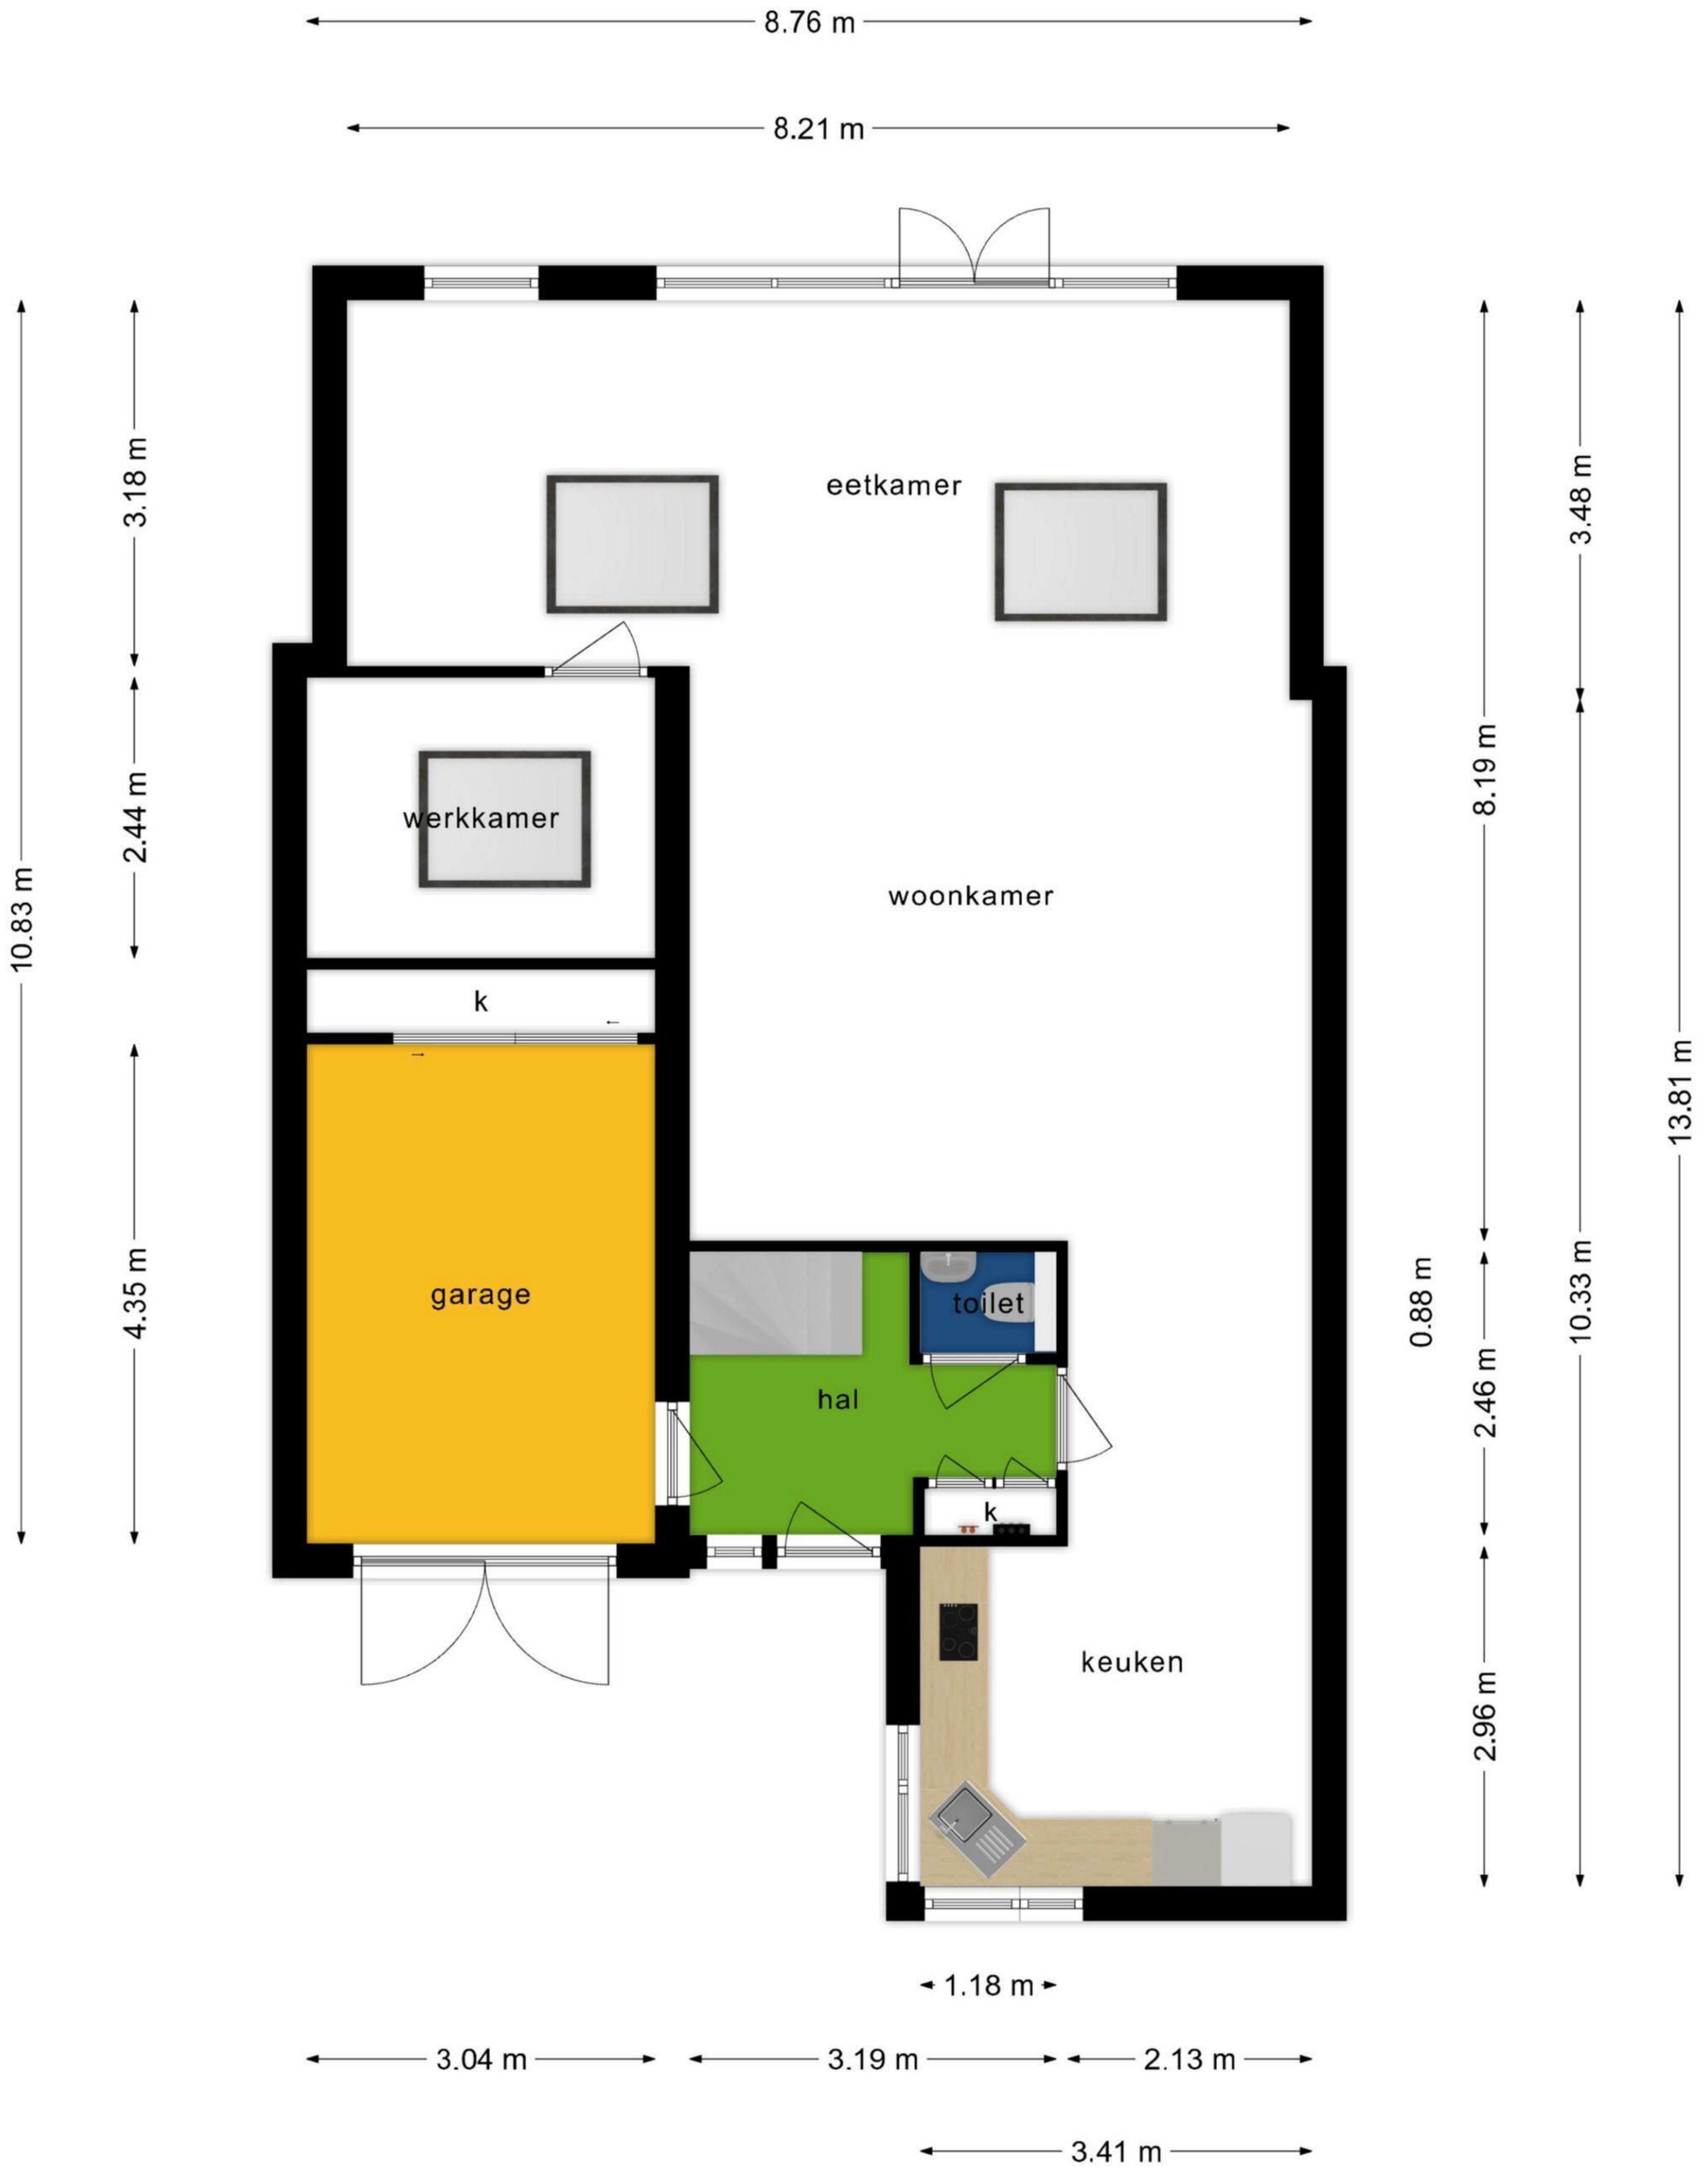 8.76 m
8.21 m
3.18 m
3.48 m
eetkamer
8.19 m
2.44 m
werkkamer
woonkamer
10.83 m
k
13.81 m
garage
4.35 m
toilet
0.88 m
10.33 m
hal
2.46 m
k
keuken
2.96 m
1.18 m
3.04 m
3.19 m
2.13 m
3.41 m